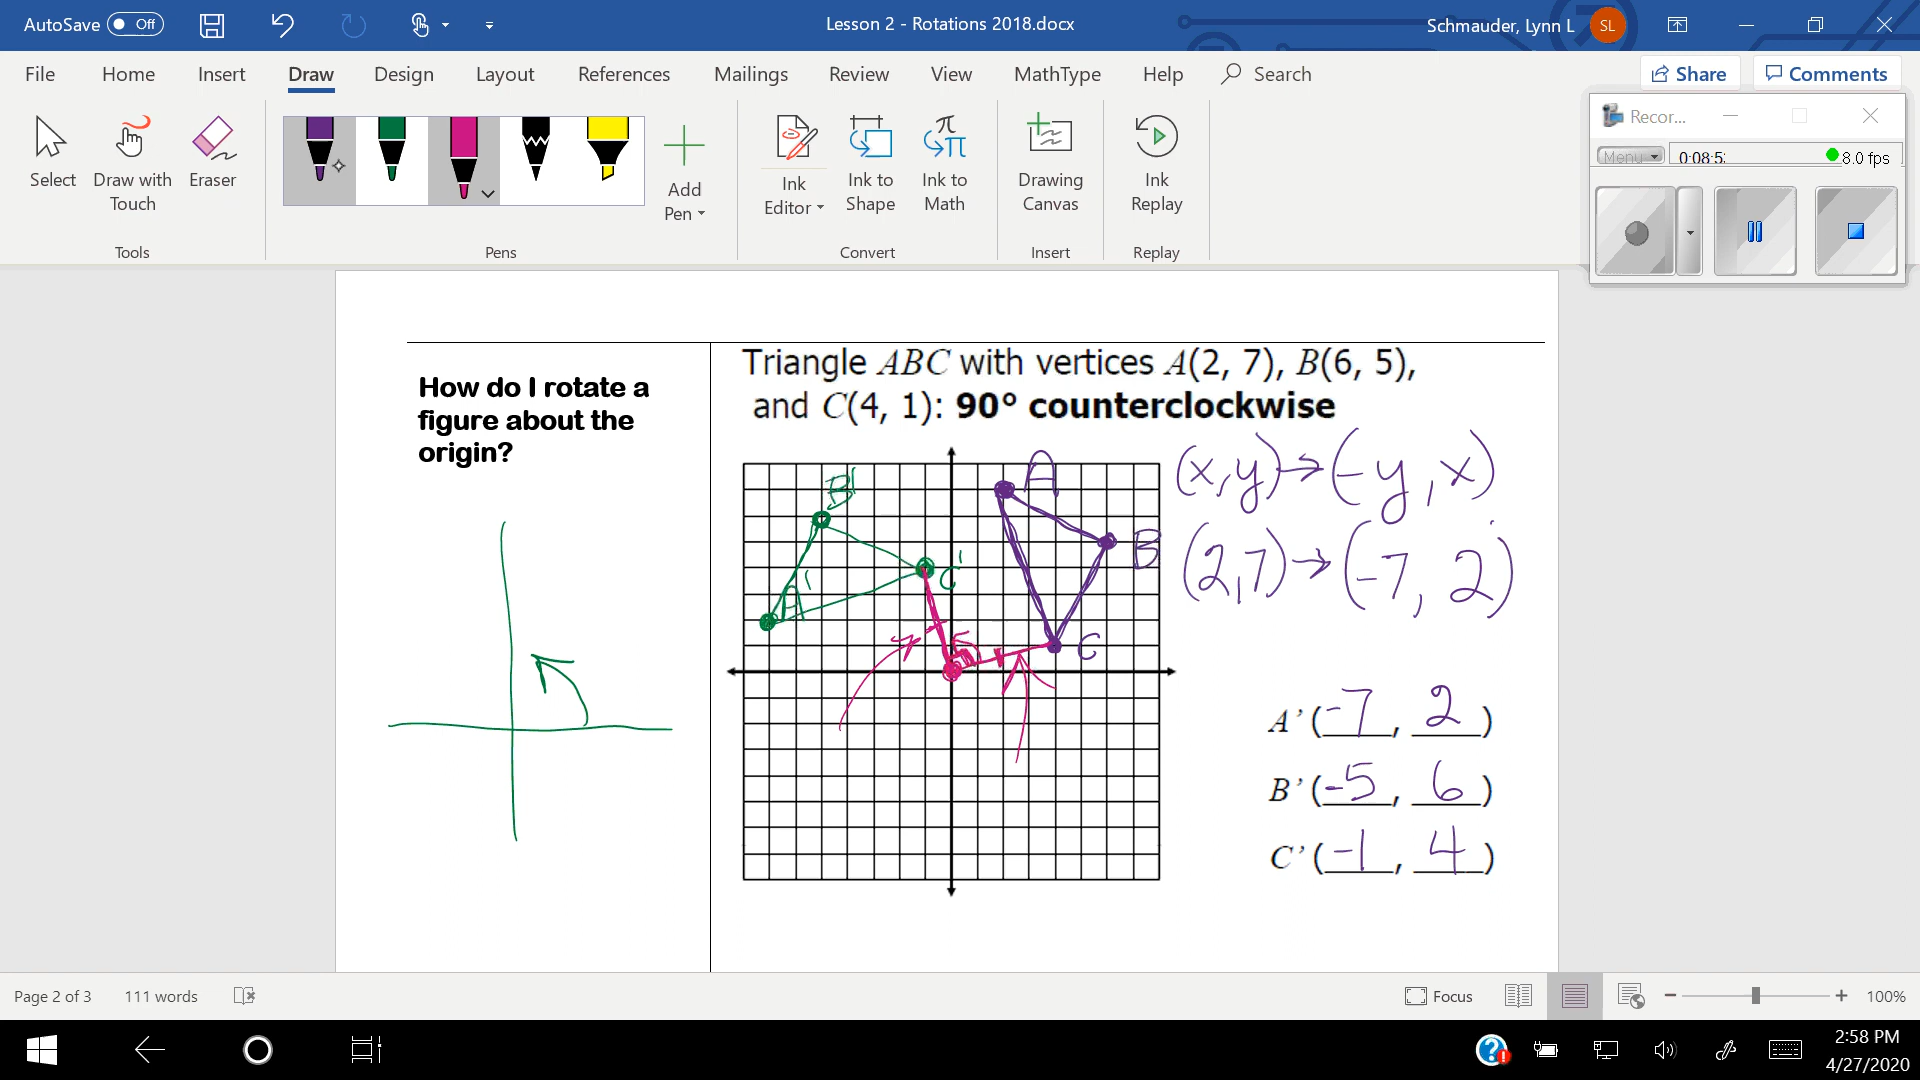 AutoSave Off
Lesson 2 - Rotations 2018.docx
Schmauder, Lynn L SL
File Home Insert Draw Design Layout References Mailings Review View MathType Help Search
Share Comments
Select
Draw with Touch
Eraser
Tools
Pens
Add Pen
Ink Editor
Ink to Shape
Ink to Math
Convert
Drawing Canvas
Insert
Ink Replay
Replay
Recor...
Menu 0:08:5 8.0 fps
How do I rotate a
figure about the
origin?
Triangle ABC with vertices A(2, 7), B(6, 5),
and C(4, 1): 90° counterclockwise
(x,y)→(-y,x)
(2,7)→(-7,2)
A
B
C
B'
A'
C'
A’(-7, 2)
B’(-5, 6)
C’(-1, 4)
Page 2 of 3 111 words
Focus
100%
2:58 PM
4/27/2020